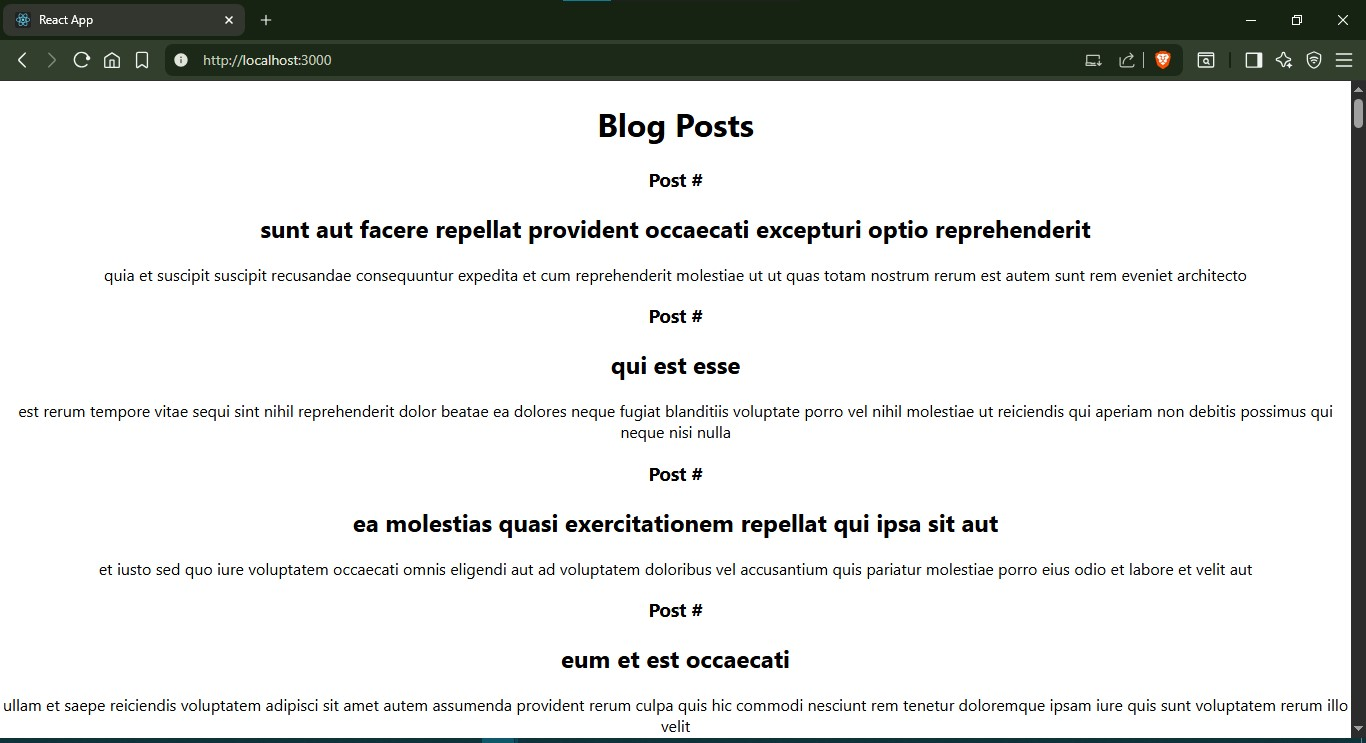 React App
http://localhost:3000
Blog Posts
Post #
sunt aut facere repellat provident occaecati excepturi optio reprehenderit
quia et suscipit suscipit recusandae consequuntur expedita et cum reprehenderit molestiae ut ut quas totam nostrum rerum est autem sunt rem eveniet architecto
Post #
qui est esse
est rerum tempore vitae sequi sint nihil reprehenderit dolor beatae ea dolores neque fugiat blanditiis voluptate porro vel nihil molestiae ut reiciendis qui aperiam non debitis possimus qui
neque nisi nulla
Post #
ea molestias quasi exercitationem repellat qui ipsa sit aut
et iusto sed quo iure voluptatem occaecati omnis eligendi aut ad voluptatem doloribus vel accusantium quis pariatur molestiae porro eius odio et labore et velit aut
Post #
eum et est occaecati
ullam et saepe reiciendis voluptatem adipisci sit amet autem assumenda provident rerum culpa quis hic commodi nesciunt rem tenetur doloremque ipsam iure quis sunt voluptatem rerum illo
velit